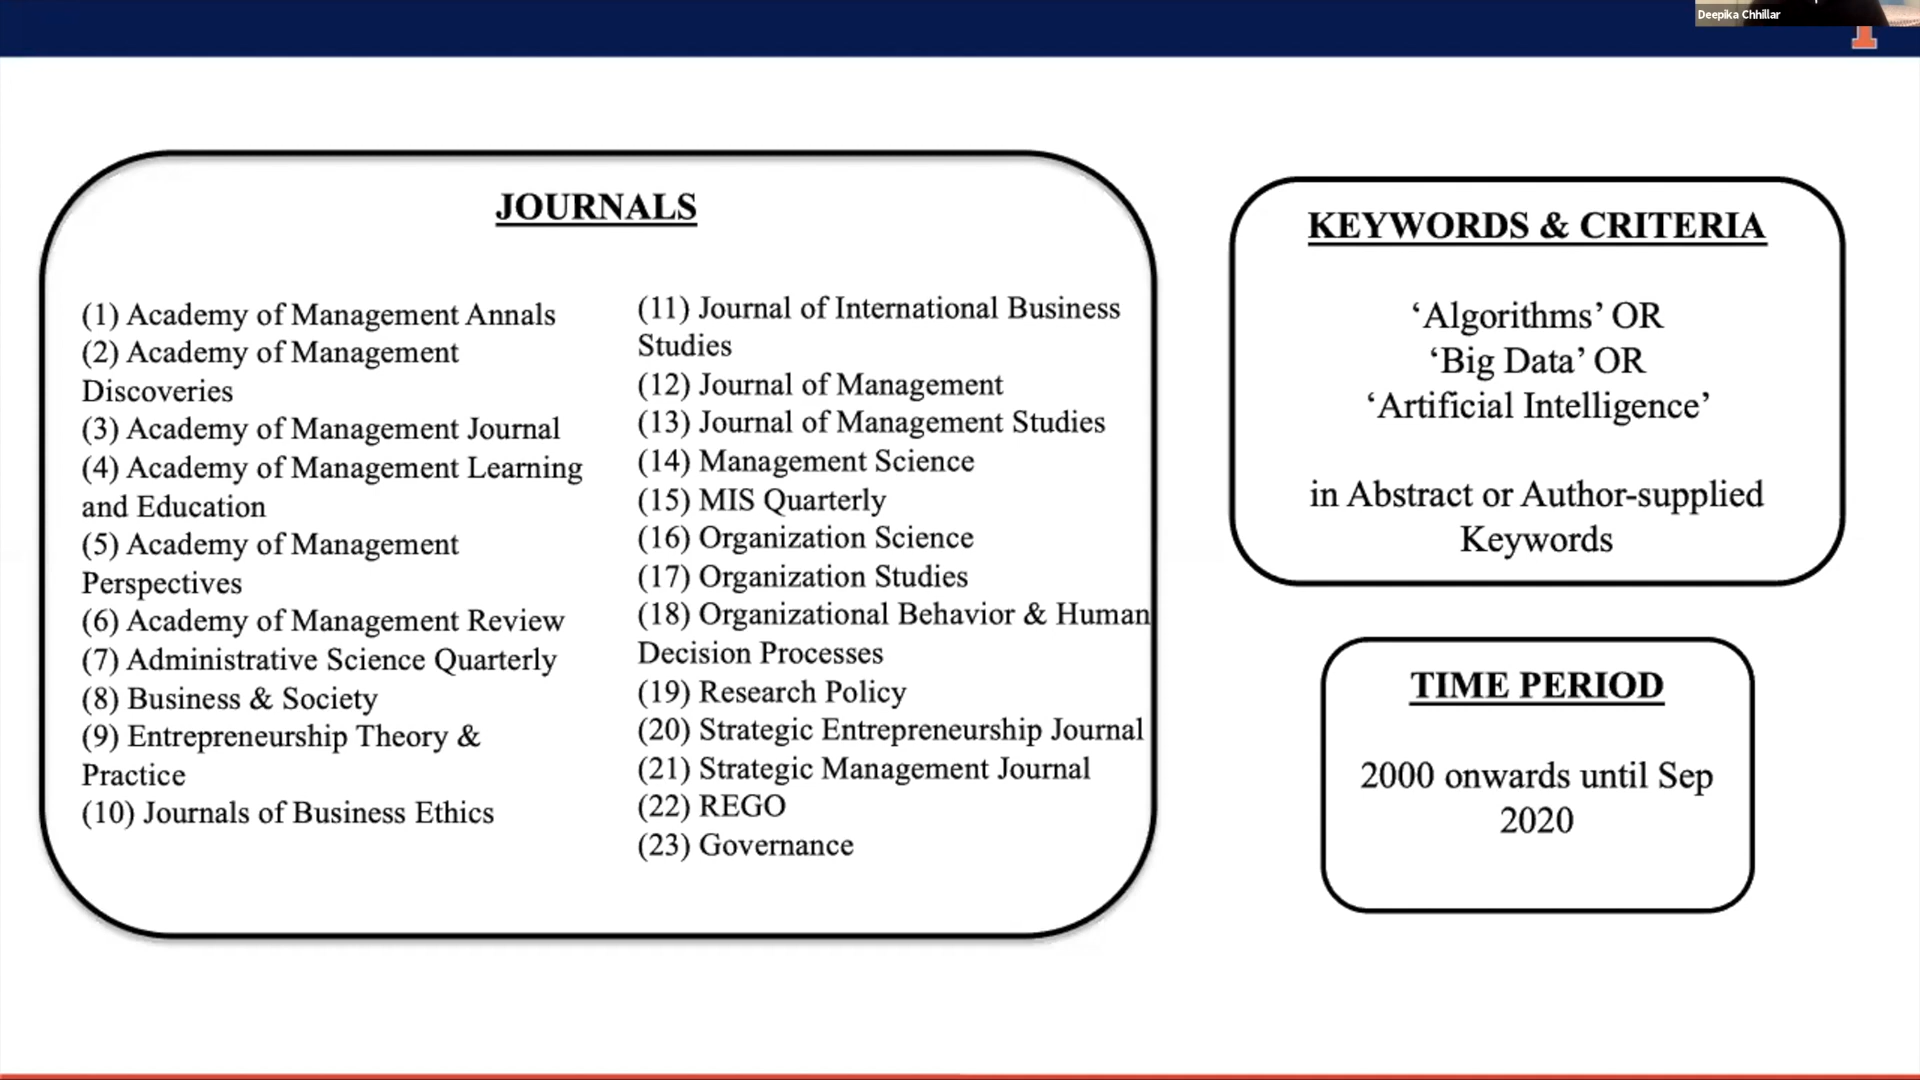 Deepika Chhillar
JOURNALS
(1) Academy of Management Annals
(2) Academy of Management
Discoveries
(3) Academy of Management Journal
(4) Academy of Management Learning
and Education
(5) Academy of Management
Perspectives
(6) Academy of Management Review
(7) Administrative Science Quarterly
(8) Business & Society
(9) Entrepreneurship Theory &
Practice
(10) Journals of Business Ethics
(11) Journal of International Business
Studies
(12) Journal of Management
(13) Journal of Management Studies
(14) Management Science
(15) MIS Quarterly
(16) Organization Science
(17) Organization Studies
(18) Organizational Behavior & Human
Decision Processes
(19) Research Policy
(20) Strategic Entrepreneurship Journal
(21) Strategic Management Journal
(22) REGO
(23) Governance
KEYWORDS & CRITERIA
‘Algorithms’ OR
‘Big Data’ OR
‘Artificial Intelligence’
in Abstract or Author-supplied
Keywords
TIME PERIOD
2000 onwards until Sep
2020